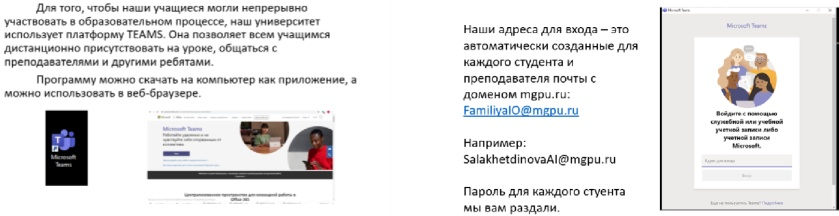 Для того, чтобы наши учащиеся могли непрерывно
участвовать в образовательном процессе, наш университет
использует платформу TEAMS. Она позволяет всем учащимся
дистанционно присутствовать на уроке, общаться с
преподавателями и другими ребятами.
Программу можно скачать на компьютер как приложение, а
можно использовать в веб-браузере.
Microsoft
Teams
Microsoft Teams
Наши адреса для входа – это
автоматически созданные для
каждого студента и
преподавателя почты с
доменом mgpu.ru:
FamiliyaIO@mgpu.ru
Например:
SalakhetdinovaAI@mgpu.ru
Пароль для каждого стуента
мы вам раздали.
Microsoft Teams
Microsoft Teams
Войдите с помощью
служебной или учебной
учетной записи либо
учетной записи
Microsoft.